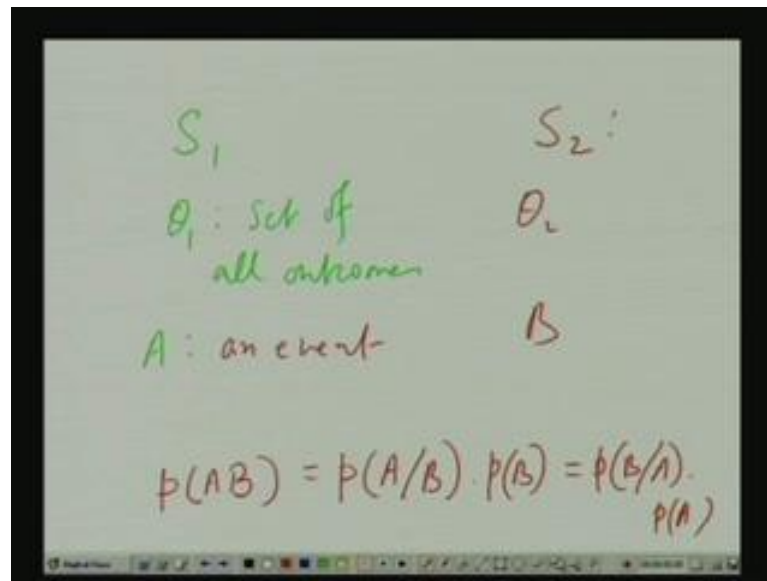 S₁ S₂ :
θ₁ : Set of θ₂
all outcomes
A : an event B
p(AB) = p(A/B) . p(B) = p(B/A) .
p(A)